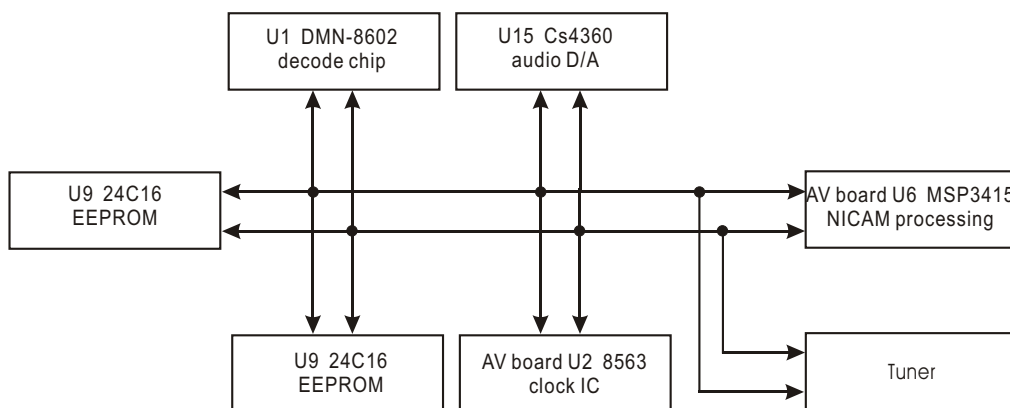 U1 DMN-8602
decode chip
U15 Cs4360
audio D/A
U9 24C16
EEPROM
AV board U6 MSP3415
NICAM processing
U9 24C16
EEPROM
AV board U2 8563
clock IC
Tuner